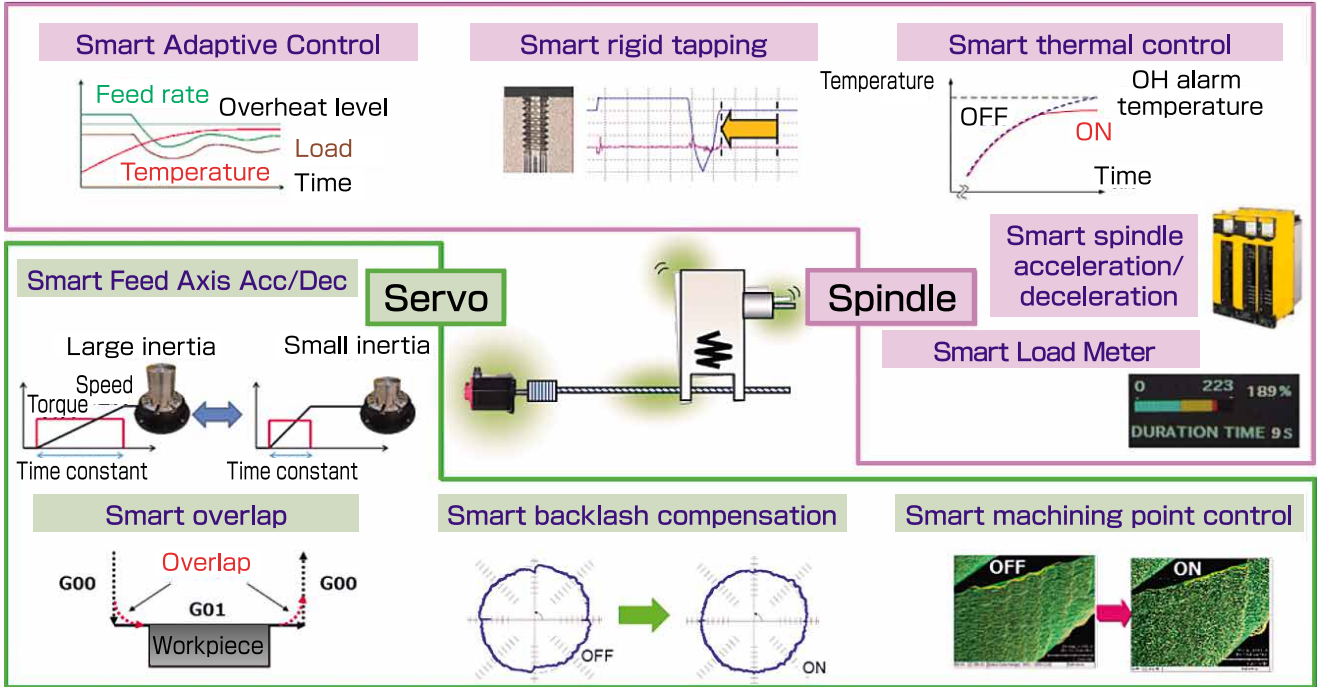 Smart Adaptive Control
Feed rate
Overheat level
Load
Temperature
Time
Smart rigid tapping
Smart thermal control
Temperature
OH alarm
temperature
OFF
ON
Time
Smart spindle
acceleration/
deceleration
Spindle
Smart Load Meter
0 223 189%
DURATION TIME 9S
Servo
Smart Feed Axis Acc/Dec
Large inertia
Small inertia
Speed
Torque
Time constant
Time constant
Smart overlap
Overlap
G00
G00
G01
Workpiece
Smart backlash compensation
OFF
ON
Smart machining point control
OFF
ON